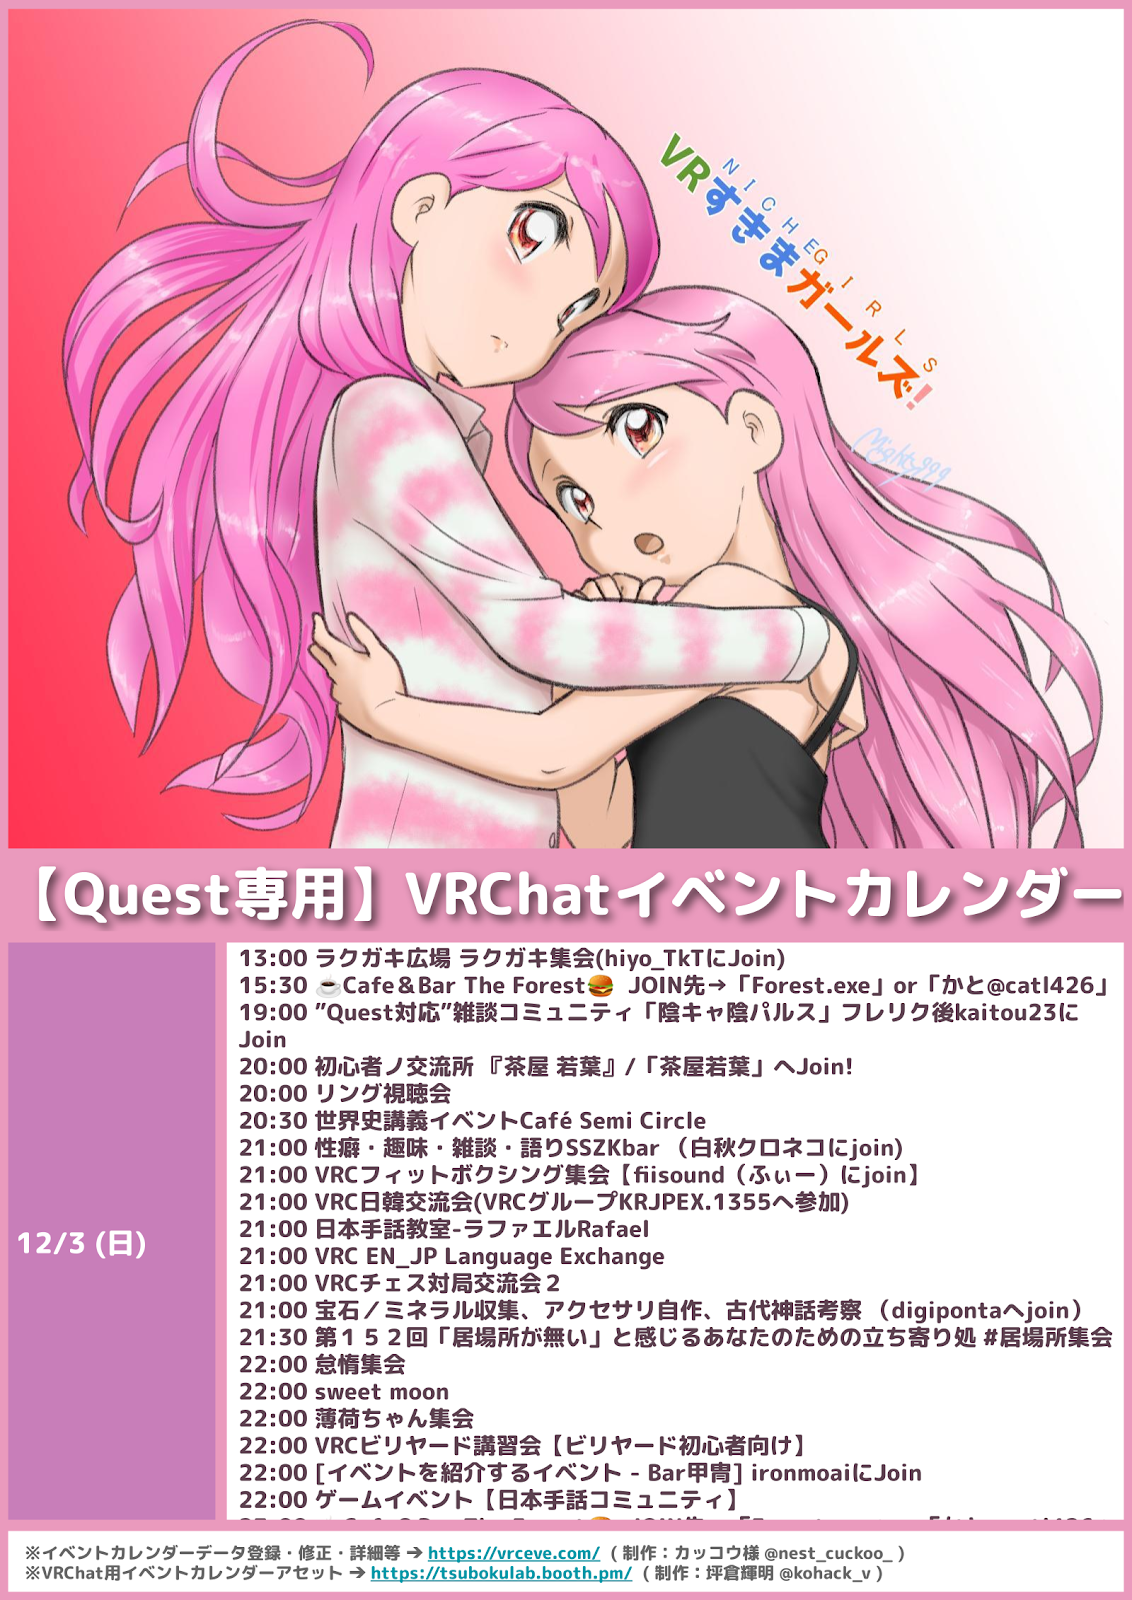 NICHE GIRLS
VRすきまガールズ!
Mighty999
【Quest専用】VRChatイベントカレンダー
12/3 (日)
13:00 ラクガキ広場 ラクガキ集会(hiyo_TkTにJoin)
15:30 ☕Cafe＆Bar The Forest🍔 JOIN先→「Forest.exe」or「かと@catl426」
19:00 ”Quest対応”雑談コミュニティ「陰キャ陰パルス」フレリク後kaitou23に
Join
20:00 初心者ノ交流所 『茶屋 若葉』/「茶屋若葉」へJoin!
20:00 リング視聴会
20:30 世界史講義イベントCafé Semi Circle
21:00 性癖・趣味・雑談・語りSSZKbar （白秋クロネコにjoin)
21:00 VRCフィットボクシング集会【fiisound（ふぃー）にjoin】
21:00 VRC日韓交流会(VRCグループKRJPEX.1355へ参加)
21:00 日本手話教室-ラファエルRafael
21:00 VRC EN_JP Language Exchange
21:00 VRCチェス対局交流会２
21:00 宝石／ミネラル収集、アクセサリ自作、古代神話考察 （digipontaへjoin）
21:30 第１５２回「居場所が無い」と感じるあなたのための立ち寄り処 #居場所集会
22:00 怠惰集会
22:00 sweet moon
22:00 薄荷ちゃん集会
22:00 VRCビリヤード講習会【ビリヤード初心者向け】
22:00 [イベントを紹介するイベント - Bar甲冑] ironmoaiにJoin
22:00 ゲームイベント【日本手話コミュニティ】
※イベントカレンダーデータ登録・修正・詳細等 ➔ https://vrceve.com/ ( 制作：カッコウ様 @nest_cuckoo_ )
※VRChat用イベントカレンダーアセット ➔ https://tsubokulab.booth.pm/ ( 制作：坪倉輝明 @kohack_v )